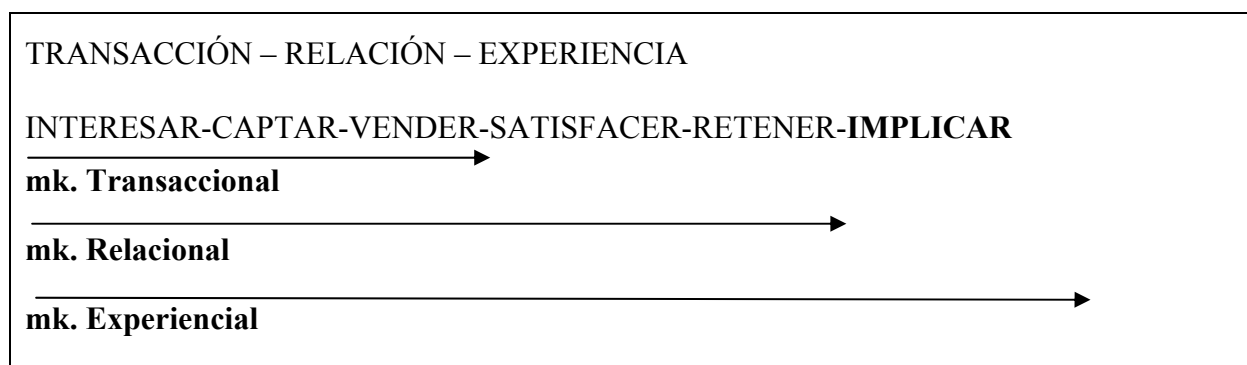 TRANSACCIÓN – RELACIÓN – EXPERIENCIA
INTERESAR-CAPTAR-VENDER-SATISFACER-RETENER-IMPLICAR
mk. Transaccional
mk. Relacional
mk. Experiencial